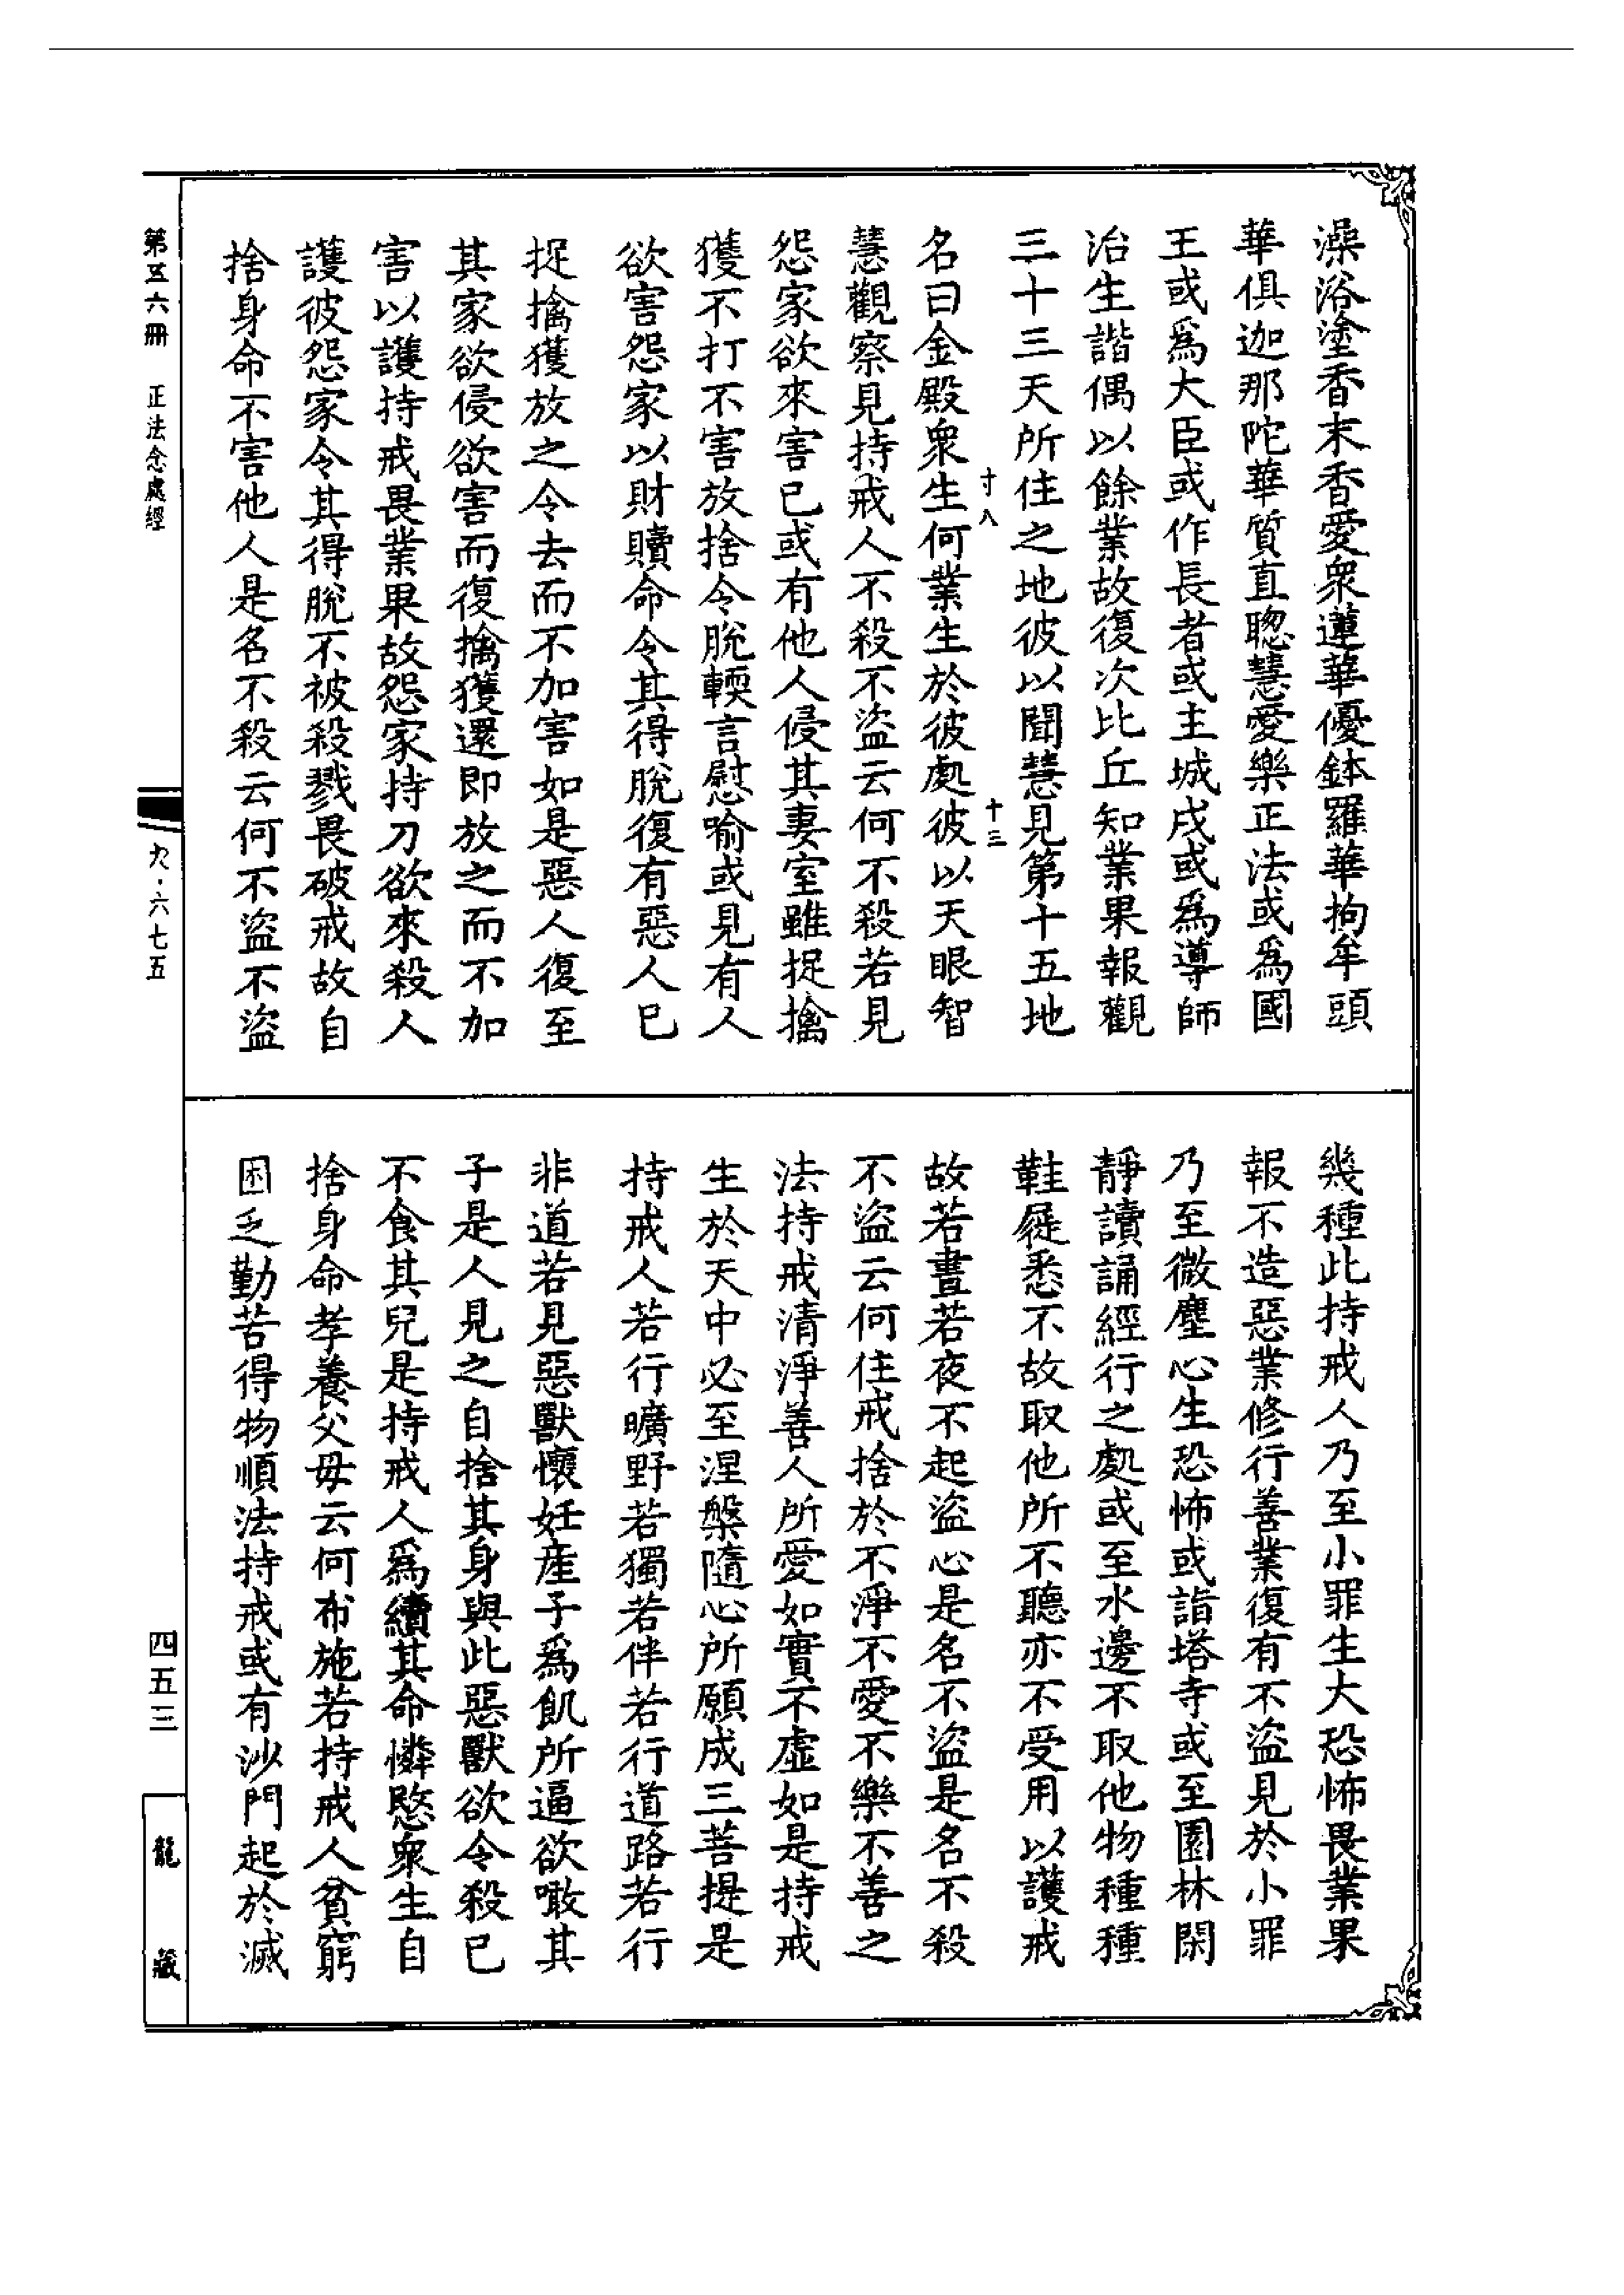 澡浴塗香末香愛衆蓮華優鉢羅華拘牟頭
華俱迦那陀華質直聰慧愛樂正法或爲國
王或爲大臣或作長者或主城戍或爲導師
治生諧偶以餘業故復次比丘知業果報觀
三十三天所住之地彼以聞慧見第十五地
寸八
十三
名曰金殿衆生何業生於彼處彼以天眼智
慧觀察見持戒人不殺不盜云何不殺若見
怨家欲來害已或有他人侵其妻室雖捉擒
獲不打不害放捨令脫輭言慰喻或見有人
欲害怨家以財贖命令其得脫復有惡人已
捉擒獲放之令去而不加害如是惡人復至
其家欲侵欲害而復擒獲還即放之而不加
害以護持戒畏業果故怨家持刀欲來殺人
護彼怨家令其得脫不被殺戮畏破戒故自
捨身命不害他人是名不殺云何不盜不盜
幾種此持戒人乃至小罪生大恐怖畏業果
報不造惡業修行善業復有不盜見於小罪
乃至微塵心生恐怖或詣塔寺或至園林閑
靜讀誦經行之處或至水邊不取他物種種
鞋屣悉不故取他所不聽亦不受用以護戒
故若晝若夜不起盜心是名不盜是名不殺
不盜云何住戒捨於不淨不愛不樂不善之
法持戒清淨善人所愛如實不虛如是持戒
生於天中必至涅槃隨心所願成三菩提是
持戒人若行曠野若獨若伴若行道路若行
非道若見惡獸懷妊產子爲飢所逼欲噉其
子是人見之自捨其身與此惡獸欲令殺已
不食其兒是持戒人爲續其命憐愍衆生自
捨身命孝養父母云何布施若持戒人貧窮
困乏勤苦得物順法持戒或有沙門起於滅
第五六冊 正法念處經
九·六七五
四五三
龍藏